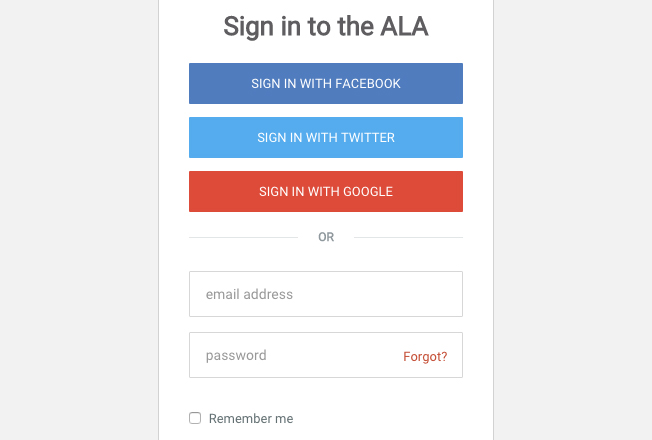 Sign in to the ALA
SIGN IN WITH FACEBOOK
SIGN IN WITH TWITTER
SIGN IN WITH GOOGLE
OR
email address
password Forgot?
Remember me